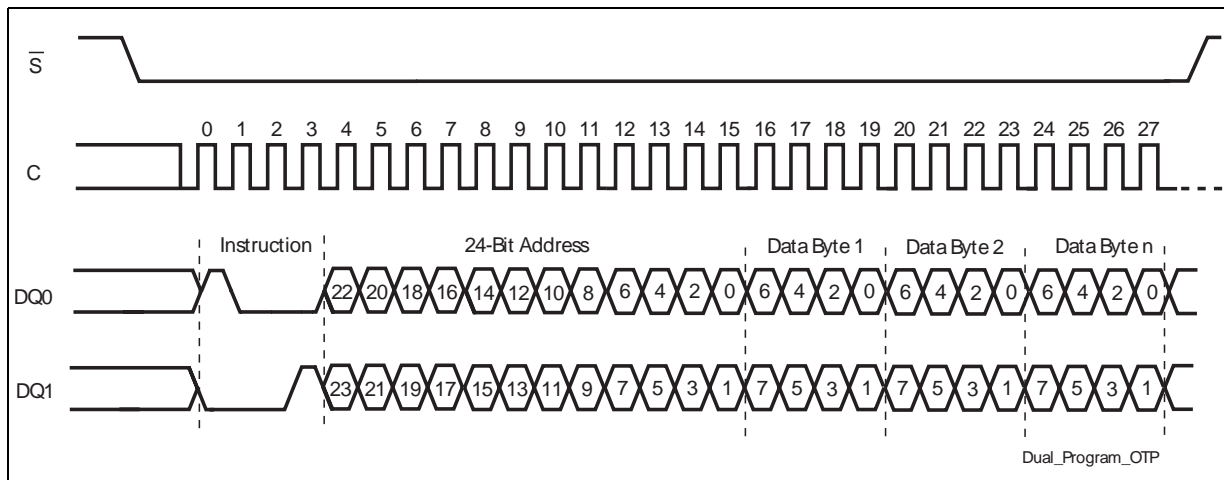 S
0 1 2 3 4 5 6 7 8 9 10 11 12 13 14 15 16 17 18 19 20 21 22 23 24 25 26 27
C
Instruction 24-Bit Address Data Byte 1 Data Byte 2 Data Byte n
DQ0 22 20 18 16 14 12 10 8 6 4 2 0 6 4 2 0 6 4 2 0 6 4 2 0
DQ1 23 21 19 17 15 13 11 9 7 5 3 1 7 5 3 1 7 5 3 1 7 5 3 1
Dual_Program_OTP